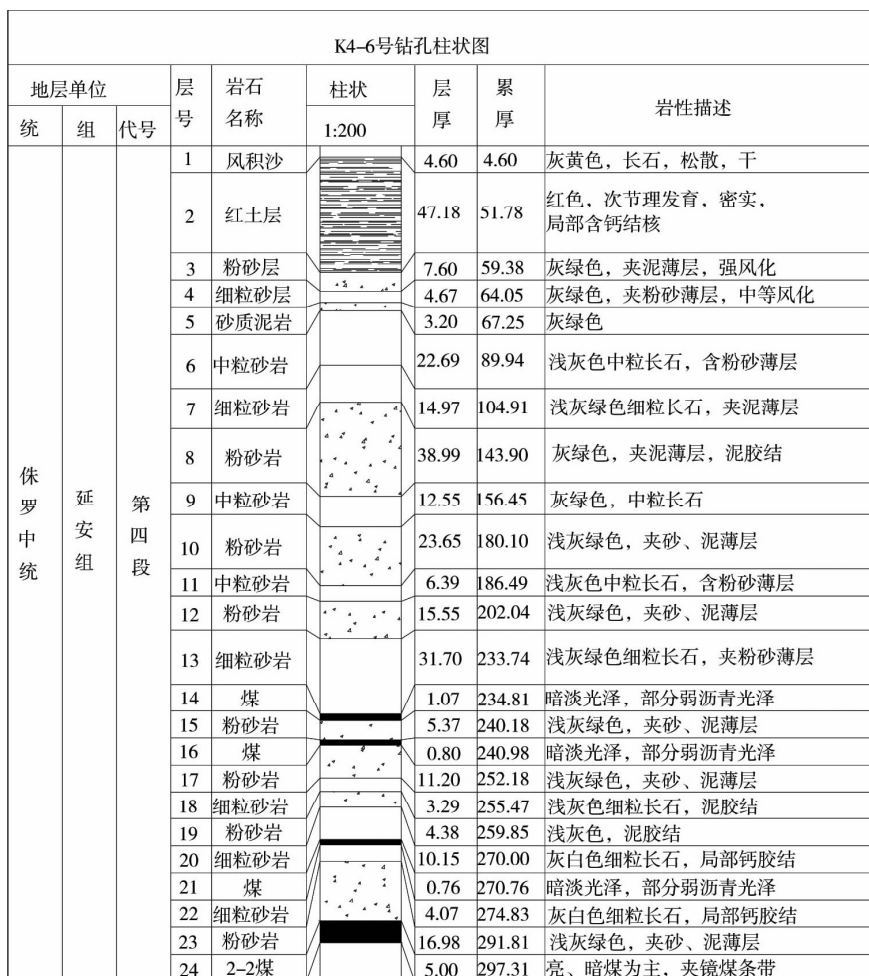 K4-6号钻孔柱状图
地层单位 层号 岩石名称 柱状 1:200 层厚 累厚 岩性描述
统 组 代号
侏罗中统 延安组 第四段
1 风积沙 4.60 4.60 灰黄色，长石，松散，干
2 红土层 47.18 51.78 红色，次节理发育，密实，
局部含钙结核
3 粉砂层 7.60 59.38 灰绿色，夹泥薄层，强风化
4 细粒砂层 4.67 64.05 灰绿色，夹粉砂薄层，中等风化
5 砂质泥岩 3.20 67.25 灰绿色
6 中粒砂岩 22.69 89.94 浅灰色中粒长石，含粉砂薄层
7 细粒砂岩 14.97 104.91 浅灰绿色细粒长石，夹泥薄层
8 粉砂岩 38.99 143.90 灰绿色，夹泥薄层，泥胶结
9 中粒砂岩 12.55 156.45 灰绿色，中粒长石
10 粉砂岩 23.65 180.10 浅灰绿色，夹砂、泥薄层
11 中粒砂岩 6.39 186.49 浅灰色中粒长石，含粉砂薄层
12 粉砂岩 15.55 202.04 浅灰绿色，夹砂、泥薄层
13 细粒砂岩 31.70 233.74 浅灰绿色细粒长石，夹粉砂薄层
14 煤 1.07 234.81 暗淡光泽，部分弱沥青光泽
15 粉砂岩 5.37 240.18 浅灰绿色，夹砂、泥薄层
16 煤 0.80 240.98 暗淡光泽，部分弱沥青光泽
17 粉砂岩 11.20 252.18 浅灰绿色，夹砂、泥薄层
18 细粒砂岩 3.29 255.47 浅灰色细粒长石，泥胶结
19 粉砂岩 4.38 259.85 浅灰色，泥胶结
20 细粒砂岩 10.15 270.00 灰白色细粒长石，局部钙胶结
21 煤 0.76 270.76 暗淡光泽，部分弱沥青光泽
22 细粒砂岩 4.07 274.83 灰白色细粒长石，局部钙胶结
23 粉砂岩 16.98 291.81 浅灰绿色，夹砂、泥薄层
24 2-2煤 5.00 297.31 亮、暗煤为主，夹镜煤条带